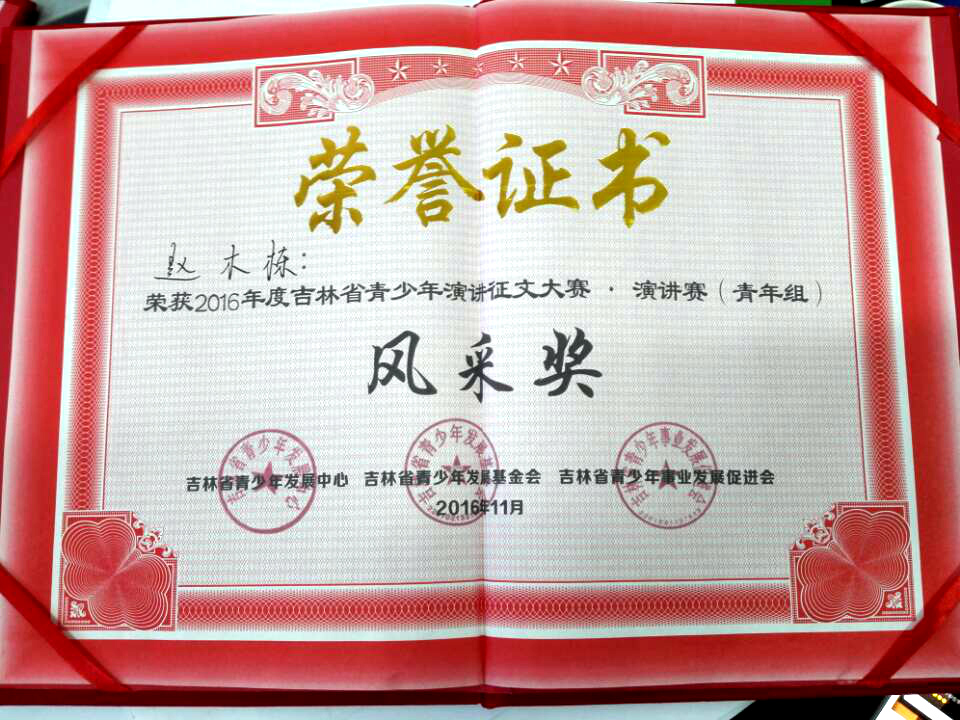 荣誉证书
赵木栋:
荣获2016年度吉林省青少年演讲征文大赛·演讲赛(青年组)
风采奖
吉林省青少年发展中心 吉林省青少年发展基金会 吉林省青少年事业发展促进会
2016年11月